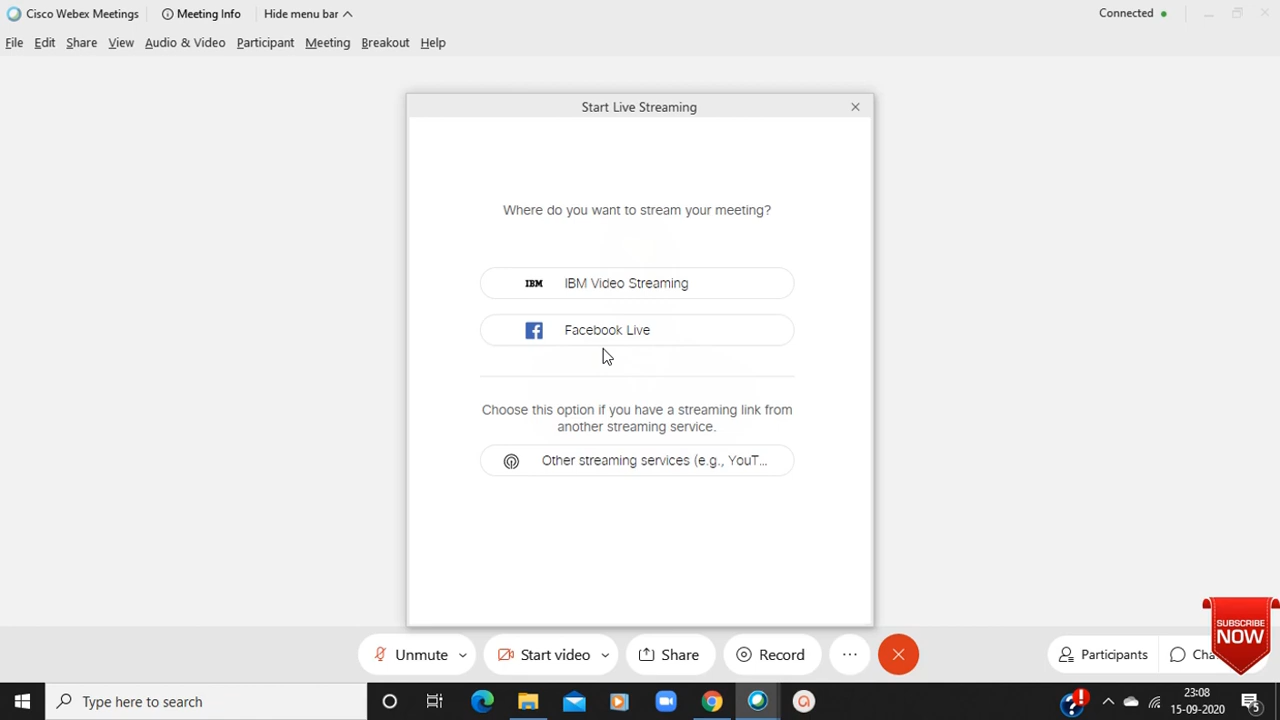 Cisco Webex Meetings Meeting Info Hide menu bar Connected
File Edit Share View Audio & Video Participant Meeting Breakout Help
Start Live Streaming
Where do you want to stream your meeting?
IBM IBM Video Streaming
Facebook Live
Choose this option if you have a streaming link from
another streaming service.
Other streaming services (e.g., YouT...
SUBSCRIBE
NOW
Unmute Start video Share Record Participants Cha
Type here to search
23:08
15-09-2020
5